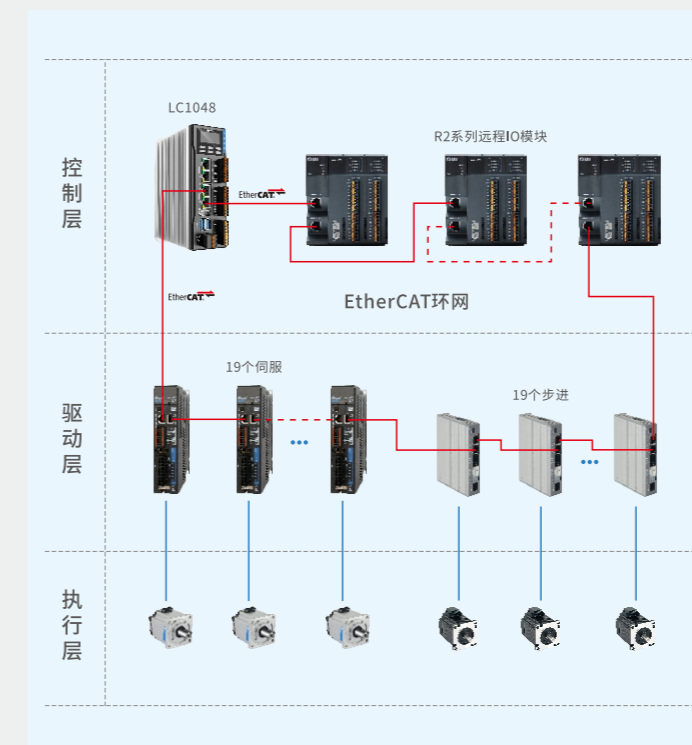 LC1048
R2系列远程IO模块
控制层
EtherCAT
EtherCAT
EtherCAT环网
19个伺服
19个步进
驱动层
执行层